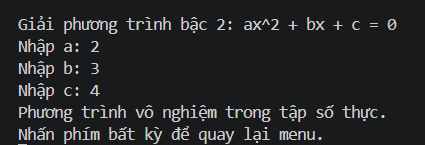 Giải phương trình bậc 2: ax^2 + bx + c = 0
Nhập a: 2
Nhập b: 3
Nhập c: 4
Phương trình vô nghiệm trong tập số thực.
Nhấn phím bất kỳ để quay lại menu.